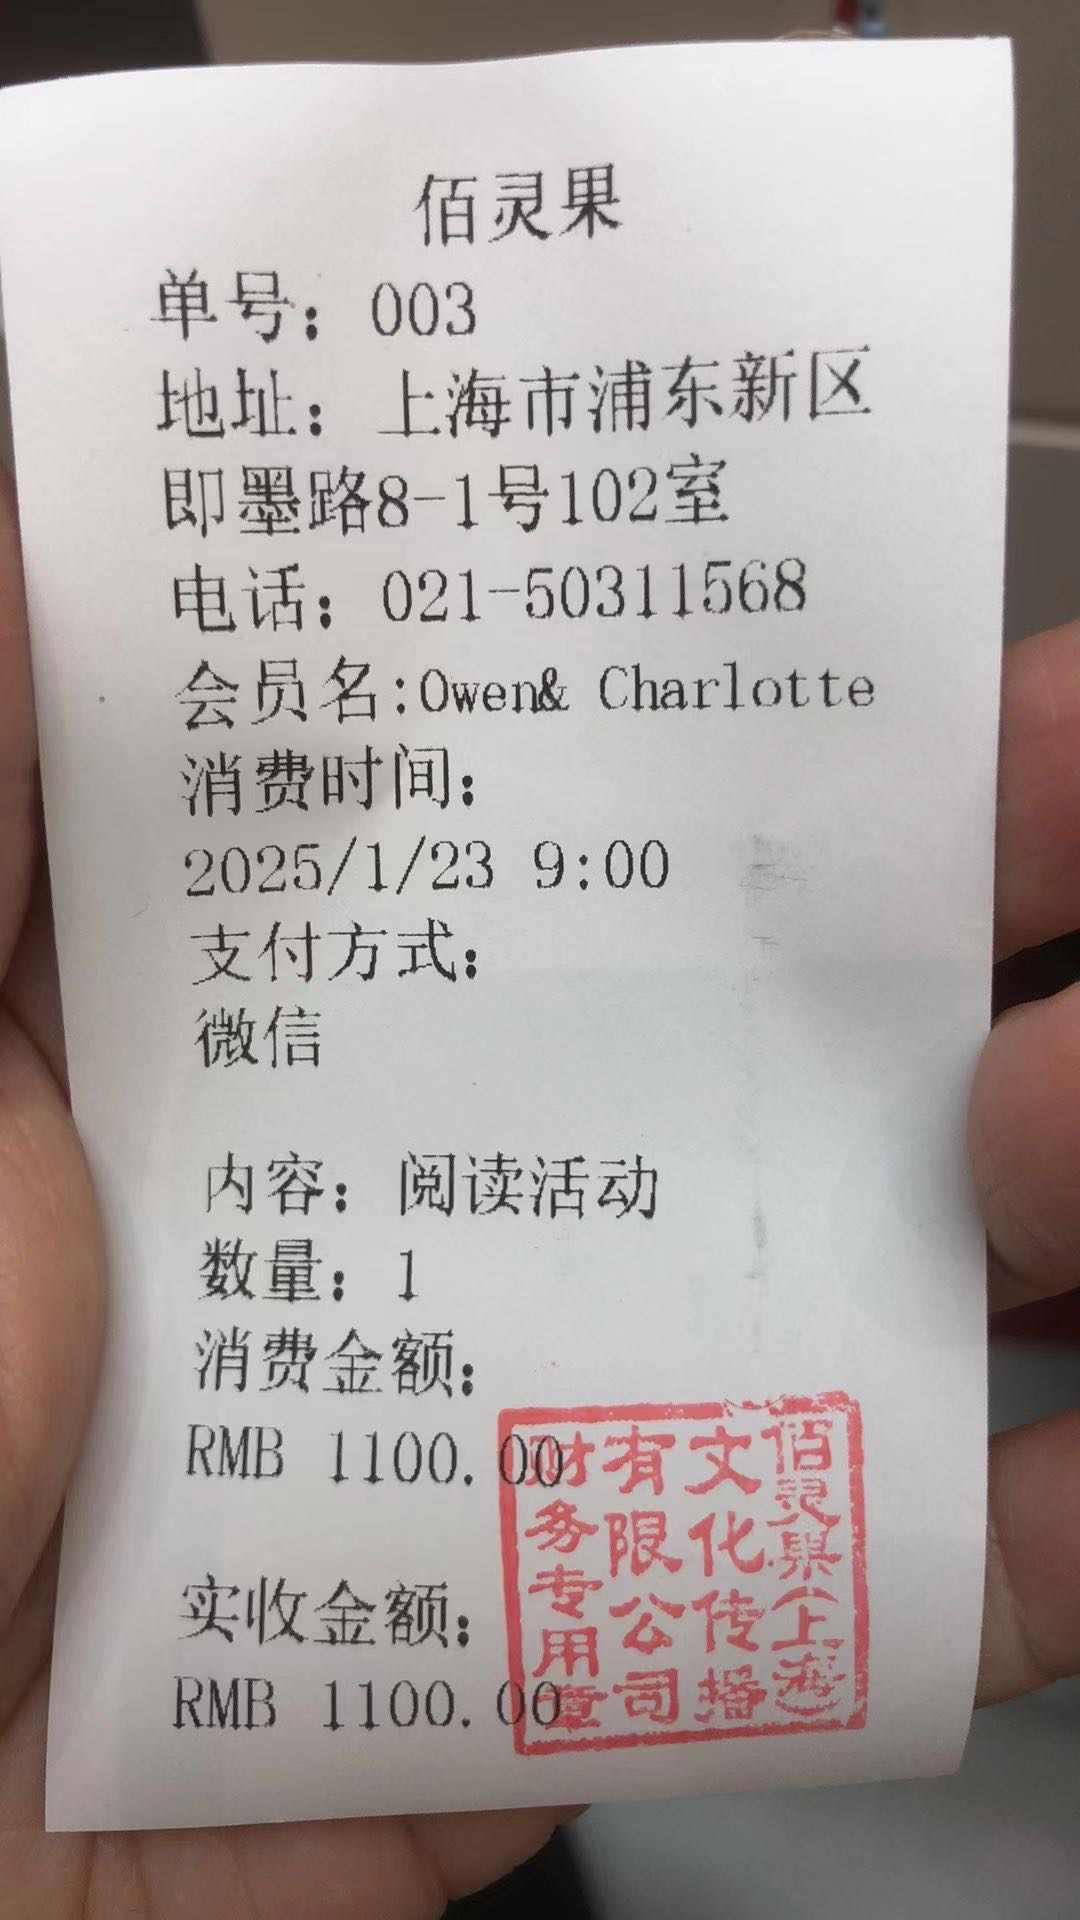 佰灵果
单号：003
地址：上海市浦东新区
即墨路8-1号102室
电话：021-50311568
会员名:Owen& Charlotte
消费时间：
2025/1/23 9:00
支付方式：
微信
内容：阅读活动
数量：1
消费金额：
RMB 1100.00
实收金额：
RMB 1100.00
佰灵果（上海）
文化传播
有限公司
财务专用章